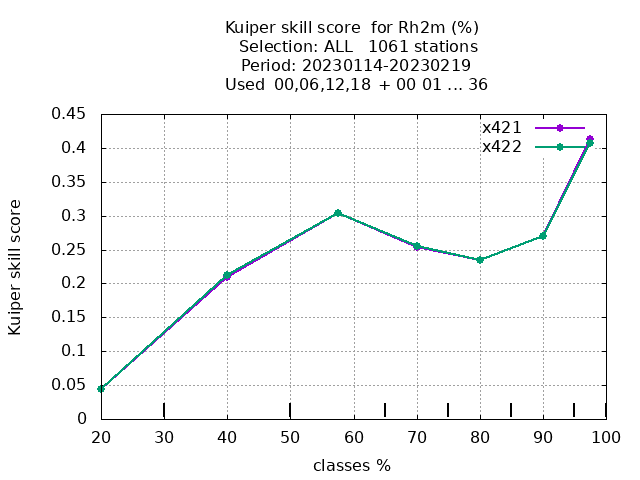 Kuiper skill score  for Rh2m (%)
Selection: ALL   1061 stations
Period: 20230114-20230219
Used  00,06,12,18  + 00 01 ... 36
x421
x422
0.45
0.4
0.35
0.3
0.25
0.2
0.15
0.1
0.05
0
Kuiper skill score
20 30 40 50 60 70 80 90 100
classes %